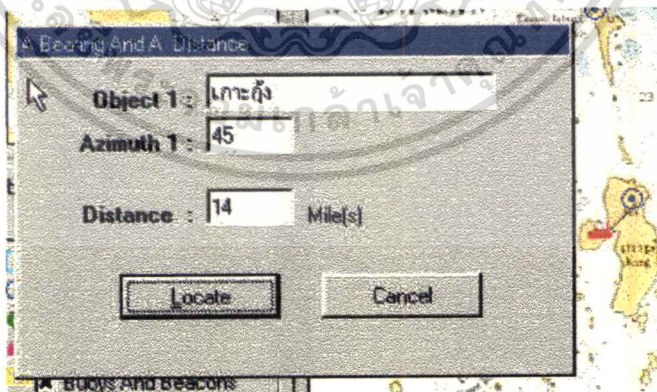 A Bearing And A Distance
Object 1 : เกาะกุ้ง
Azimuth 1 : 45
23
Distance : 14 Mile(s)
Locate Cancel
Buoys And Beacons